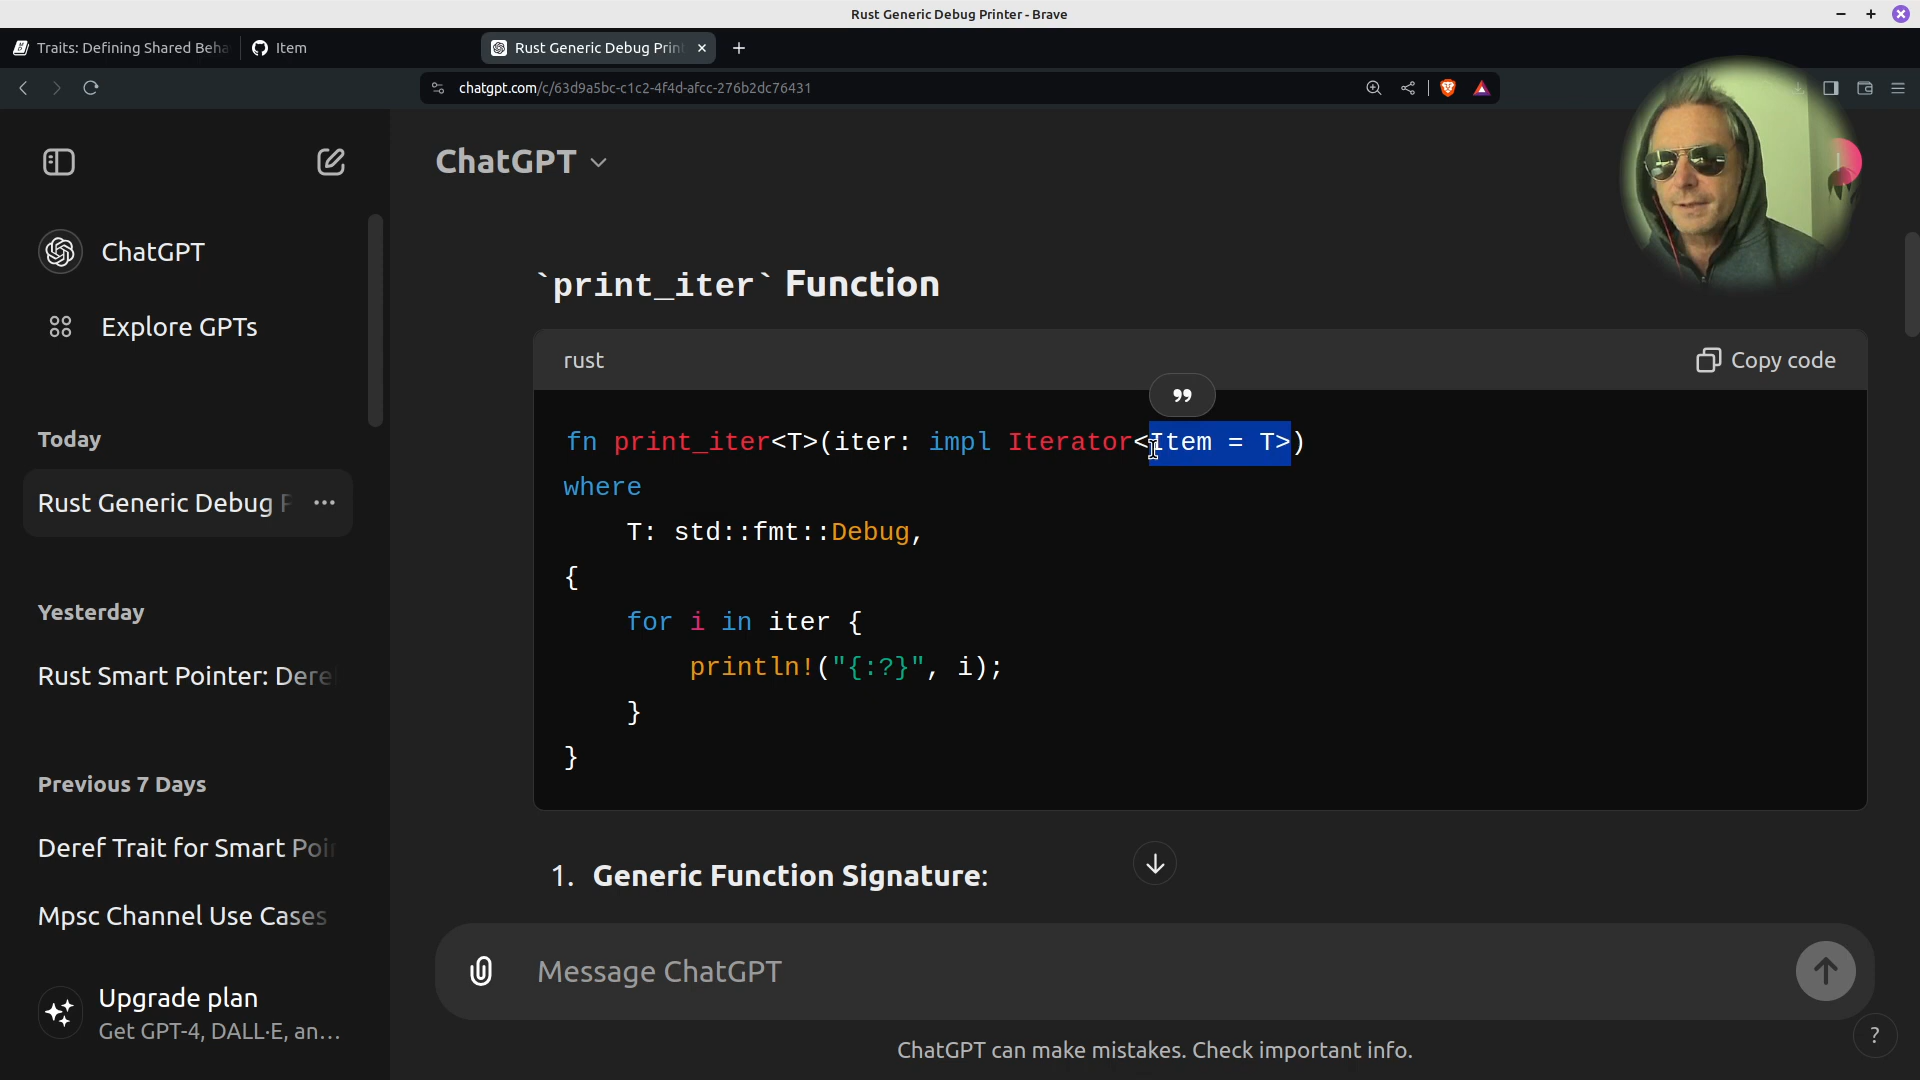 Rust Generic Debug Printer - Brave
Traits: Defining Shared Beha
Item
Rust Generic Debug Prin
chatgpt.com/c/63d9a5bc-c1c2-4f4d-afcc-276b2dc76431
ChatGPT
ChatGPT
Explore GPTs
Today
Rust Generic Debug P
Yesterday
Rust Smart Pointer: Dere
Previous 7 Days
Deref Trait for Smart Poin
Mpsc Channel Use Cases
Upgrade plan
Get GPT-4, DALL·E, an...
`print_iter` Function
rust
Copy code
fn print_iter<T>(iter: impl Iterator<Item = T>)
where
    T: std::fmt::Debug,
{
    for i in iter {
        println!("{:?}", i);
    }
}
1. Generic Function Signature:
Message ChatGPT
ChatGPT can make mistakes. Check important info.
?